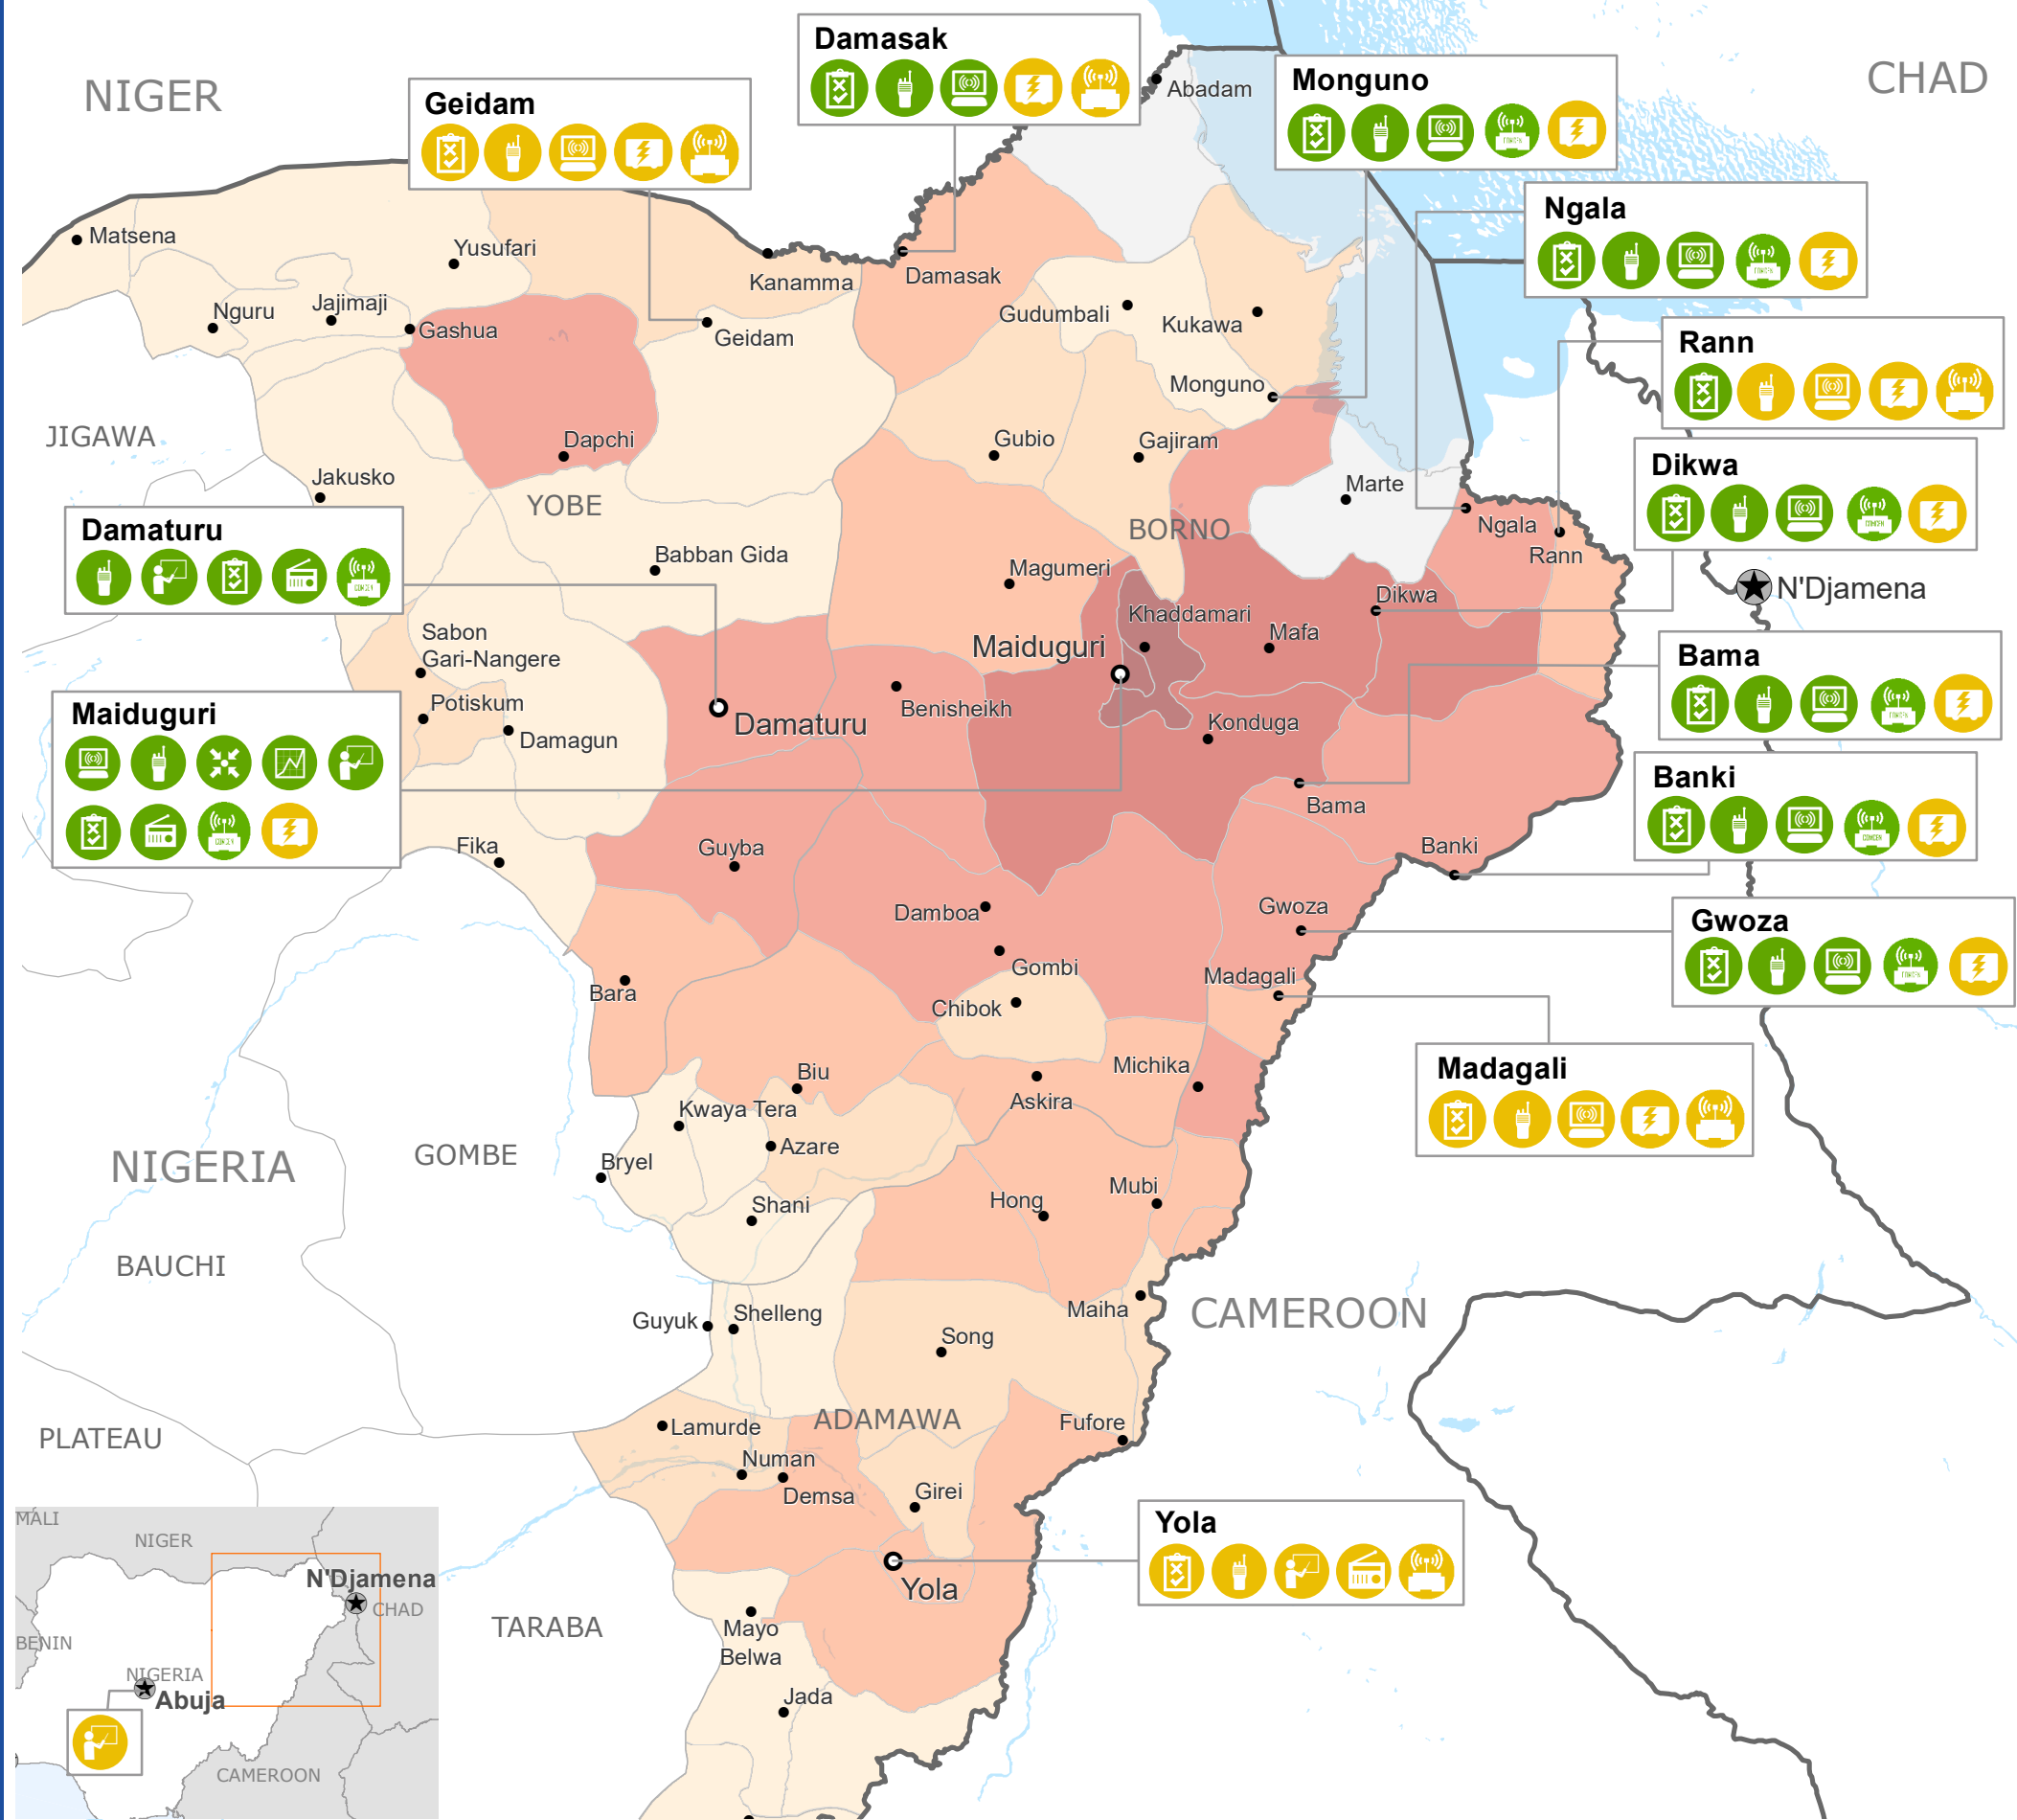 Damasak
Abadam
Monguno
CHAD
NIGER
Geidam
Ngala
Matsena
Yusufari
Kanamma
Damasak
Nguru
Jajimaji
Gashua
Geidam
Gudumbali
Kukawa
Rann
Monguno
JIGAWA
Dapchi
Gubio
Gajiram
Dikwa
Jakusko
YOBE
Marte
Damaturu
BORNO
Ngala
Rann
Babban Gida
Magumeri
N'Djamena
Dikwa
Khaddamari
Sabon
Gari-Nangere
Maiduguri
Mafa
Bama
Maiduguri
Potiskum
Damaturu
Benisheikh
Konduga
Damagun
Banki
Bama
Fika
Guyba
Banki
Damboa
Gwoza
Gwoza
Gombi
Madagali
Bara
Chibok
Biu
Michika
Madagali
Askira
Kwaya Tera
Azare
GOMBE
NIGERIA
Bryel
Mubi
Hong
Shani
BAUCHI
Guyuk
Shelleng
Maiha
CAMEROON
Song
PLATEAU
Lamurde
ADAMAWA
Fufore
Numan
Demsa
Girei
MALI
NIGER
Yola
N'Djamena
CHAD
Yola
TARABA
Mayo
Belwa
BENIN
NIGERIA
Abuja
Jada
CAMEROON